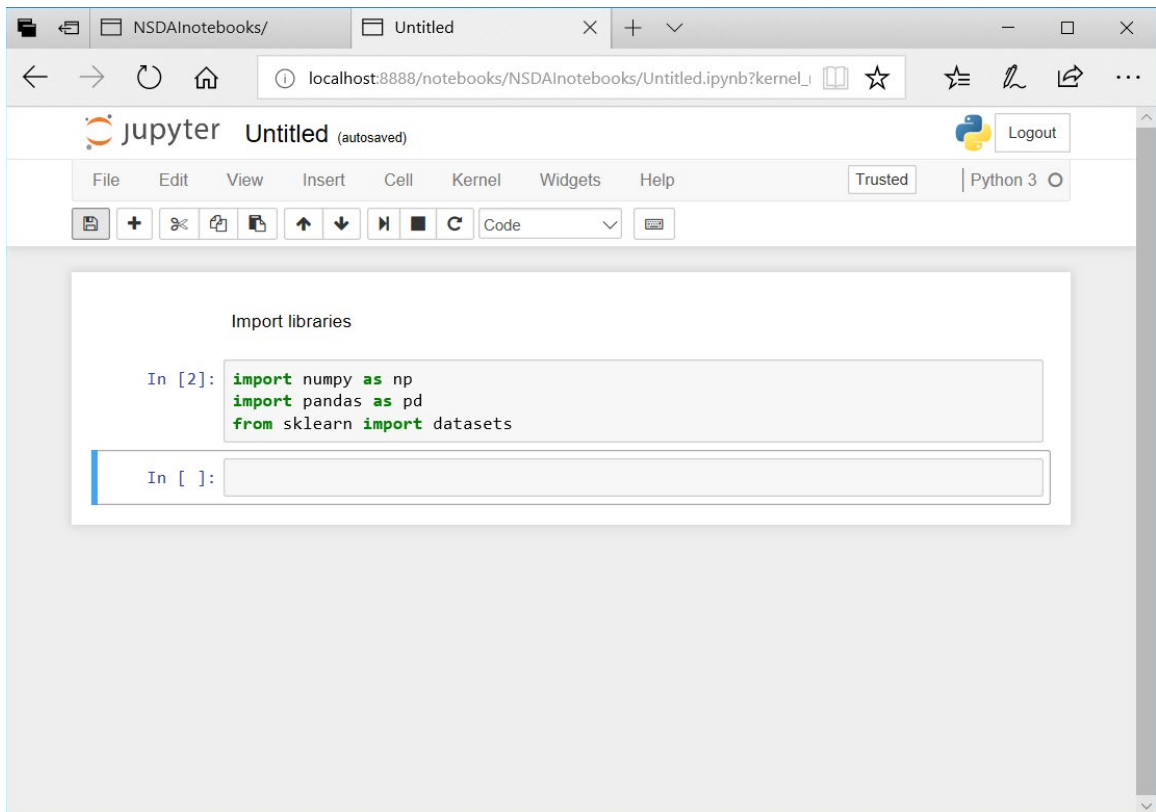 NSDAInotebooks/
Untitled
localhost:8888/notebooks/NSDAInotebooks/Untitled.ipynb?kernel_
jupyter Untitled (autosaved)
Logout
File Edit View Insert Cell Kernel Widgets Help Trusted Python 3
Code
Import libraries
In [2]: import numpy as np
import pandas as pd
from sklearn import datasets
In [ ]: